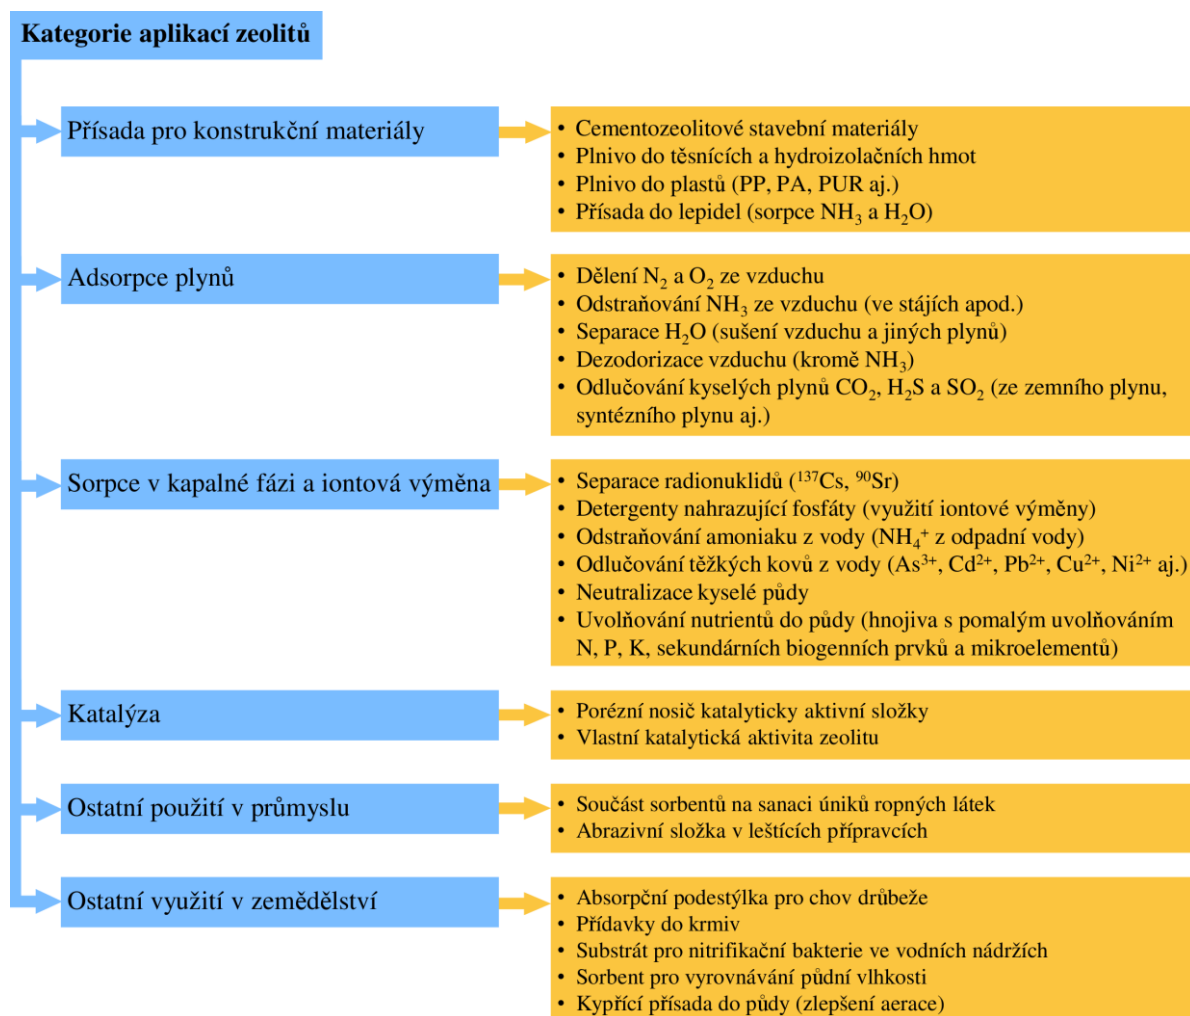 Kategorie aplikací zeolitů
Přísada pro konstrukční materiály
• Cementozeolitové stavební materiály
• Plnivo do těsnících a hydroizolačních hmot
• Plnivo do plastů (PP, PA, PUR aj.)
• Přísada do lepidel (sorpce NH₃ a H₂O)
Adsorpce plynů
• Dělení N₂ a O₂ ze vzduchu
• Odstraňování NH₃ ze vzduchu (ve stájích apod.)
• Separace H₂O (sušení vzduchu a jiných plynů)
• Dezodorizace vzduchu (kromě NH₃)
• Odlučování kyselých plynů CO₂, H₂S a SO₂ (ze zemního plynu,
syntézního plynu aj.)
Sorpce v kapalné fázi a iontová výměna
• Separace radionuklidů (¹³⁷Cs, ⁹⁰Sr)
• Detergenty nahrazující fosfáty (využití iontové výměny)
• Odstraňování amoniaku z vody (NH₄⁺ z odpadní vody)
• Odlučování těžkých kovů z vody (As³⁺, Cd²⁺, Pb²⁺, Cu²⁺, Ni²⁺ aj.)
• Neutralizace kyselé půdy
• Uvolňování nutrientů do půdy (hnojiva s pomalým uvolňováním
N, P, K, sekundárních biogenních prvků a mikroelementů)
Katalýza
• Porézní nosič katalyticky aktivní složky
• Vlastní katalytická aktivita zeolitu
Ostatní použití v průmyslu
• Součást sorbentů na sanaci úniků ropných látek
• Abrazivní složka v leštících přípravcích
Ostatní využití v zemědělství
• Absorpční podestýlka pro chov drůbeže
• Přídavky do krmiv
• Substrát pro nitrifikační bakterie ve vodních nádržích
• Sorbent pro vyrovnávání půdní vlhkosti
• Kypřící přísada do půdy (zlepšení aerace)